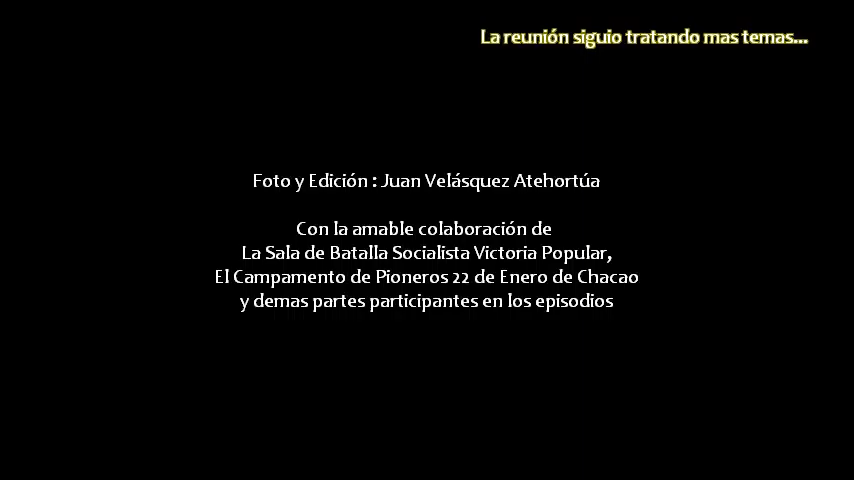 La reunión siguio tratando mas temas...
Foto y Edición : Juan Velásquez Atehortúa
Con la amable colaboración de
La Sala de Batalla Socialista Victoria Popular,
El Campamento de Pioneros 22 de Enero de Chacao
y demas partes participantes en los episodios